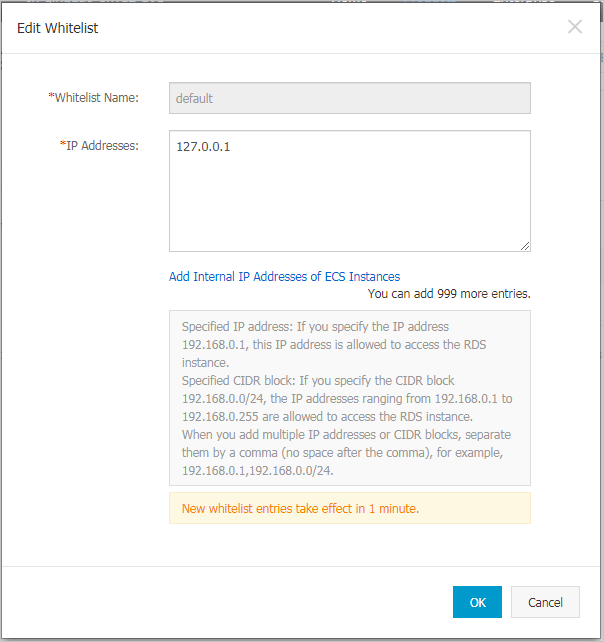 Edit Whitelist
*Whitelist Name:
default
*IP Addresses:
127.0.0.1
Add Internal IP Addresses of ECS Instances
You can add 999 more entries.
Specified IP address: If you specify the IP address
192.168.0.1, this IP address is allowed to access the RDS
instance.
Specified CIDR block: If you specify the CIDR block
192.168.0.0/24, the IP addresses ranging from 192.168.0.1 to
192.168.0.255 are allowed to access the RDS instance.
When you add multiple IP addresses or CIDR blocks, separate
them by a comma (no space after the comma), for example,
192.168.0.1,192.168.0.0/24.
New whitelist entries take effect in 1 minute.
OK
Cancel